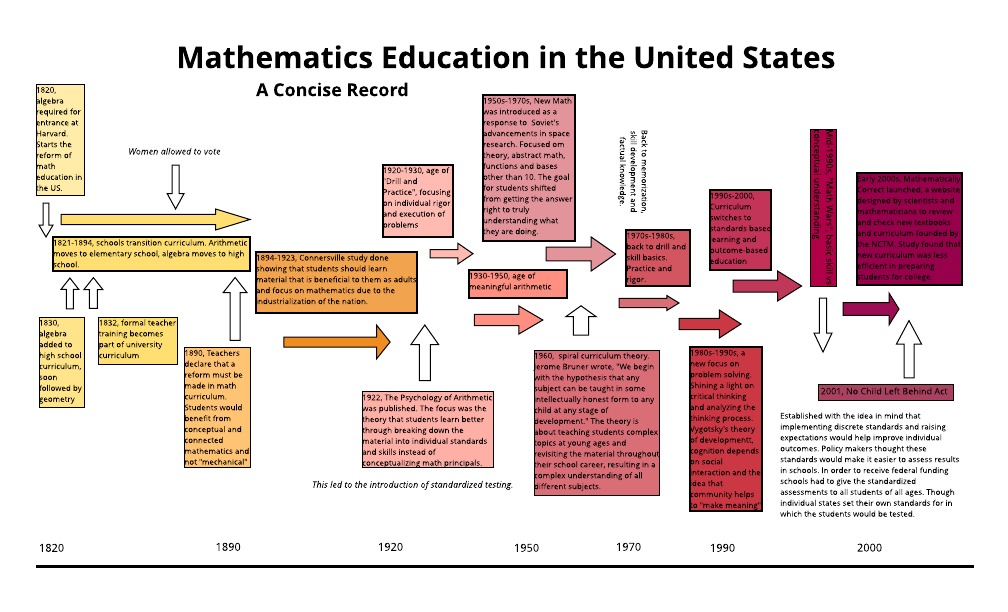 Mathematics Education in the United States
A Concise Record
1820,
algebra
required for
entrance at
Harvard.
Starts the
reform of
math
education in
the US.
Women allowed to vote
1821-1894, schools transition curriculum. Arithmetic
moves to elementary school, algebra moves to high
school.
1830,
algebra
added to
high school
curriculum,
soon
followed by
geometry
1832, formal teacher
training becomes
part of university
curriculum
1890, Teachers
declare that a
reform must be
made in math
curriculum.
Students would
benefit from
conceptual and
connected
mathematics and
not "mechanical"
1894-1923, Connersville study done
showing that students should learn
material that is beneficial to them as adults
and focus on mathematics due to the
industrialization of the nation.
1920-1930, age of
"Drill and
Practice", focusing
on individual rigor
and execution of
problems
1922, The Psychology of Arithmetic
was published. The focus was the
theory that students learn better
through breaking down the
material into individual standards
and skills instead of
conceptualizing math principals.
This led to the introduction of standardized testing.
1930-1950, age of
meaningful arithmetic
1950s-1970s, New Math
was introduced as a
response to Soviet's
advancements in space
research. Focused om
theory, abstract math,
functions and bases
other than 10. The goal
for students shifted
from getting the answer
right to truly
understanding what
they are doing.
1960, spiral curriculum theory.
Jerome Bruner wrote, "We begin
with the hypothesis that any
subject can be taught in some
intellectually honest form to any
child at any stage of
development." The theory is
about teaching students complex
topics at young ages and
revisiting the material throughout
their school career, resulting in a
complex understanding of all
different subjects.
Back to memorization,
skill development and
factual knowledge.
1970s-1980s,
back to drill and
skill basics.
Practice and
rigor.
1980s-1990s, a
new focus on
problem solving.
Shining a light on
critical thinking
and analyzing the
thinking process.
Vygotsky's theory
of developmentt,
cognition depends
on social
interaction and the
idea that
community helps
to "make meaning"
1990s-2000,
Curriculum
switches to
standards based
learning and
outcome-based
education
Mid-1990s, "Math Wars"- basic skill vs
conceptual understanding
Early 2000s, Mathematically
Correct launched, a website
designed by scientists and
mathematicians to review
and check new textbooks
and curriculum founded by
the NCTM. Study found that
new curriculum was less
efficient in preparing
students for college.
2001, No Child Left Behind Act
Established with the idea in mind that
implementing discrete standards and raising
expectations would help improve individual
outcomes. Policy makers thought these
standards would make it easier to assess results
in schools. In order to receive federal funding
schools had to give the standardized
assessments to all students of all ages. Though
individual states set their own standards for in
which the students would be tested.
1820
1890
1920
1950
1970
1990
2000